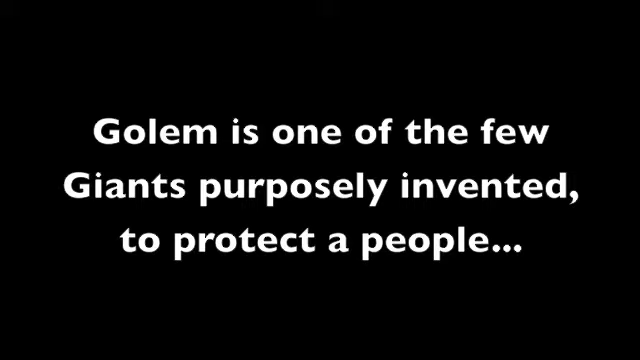 Golem is one of the few
Giants purposely invented,
to protect a people...